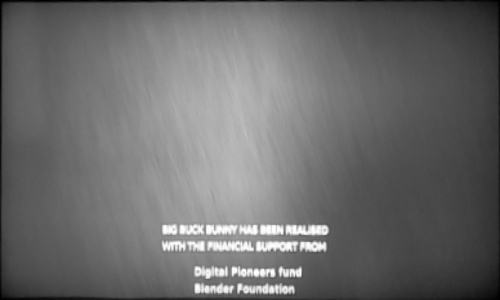 BIG BUCK BUNNY HAS BEEN REALISED
WITH THE FINANCIAL SUPPORT FROM
Digital Pioneers fund
Blender Foundation